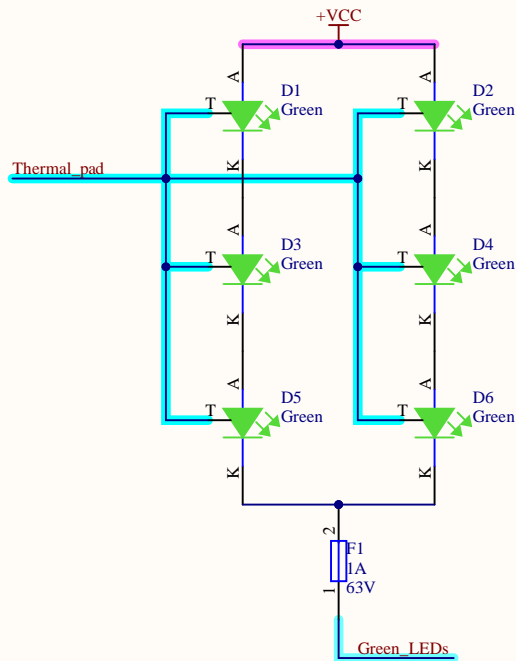 +VCC
A A
D1 D2
Green Green
T T
Thermal_pad
K K
A A
D3 D4
Green Green
T T
K K
A A
D5 D6
Green Green
T T
K K
2
F1
1A
63V
1
Green_LEDs